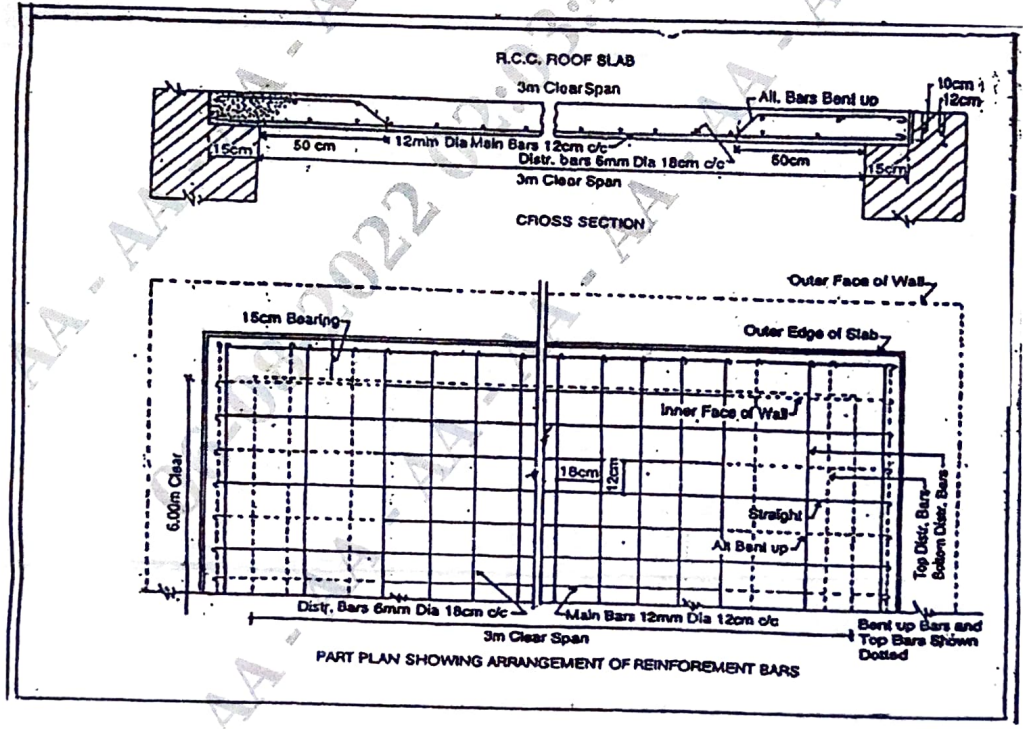 R.C.C. ROOF SLAB
3m Clear Span
Alt. Bars Bent up
10cm
12cm
15cm
50 cm
12mm Dia Main Bars 12cm c/c
Distr. bars 6mm Dia 18cm c/c
50cm
15cm
3m Clear Span
CROSS SECTION
Outer Face of Wall
15cm Bearing
Outer Edge of Slab
Inner Face of Wall
6.00m Clear
18cm
12cm
Straight
Alt Bent up
Top Distr. Bars
Bottom Distr. Bars
Distr. Bars 6mm Dia 18cm c/c
Main Bars 12mm Dia 12cm c/c
3m Clear Span
Bent up Bars and
Top Bars Shown
Dotted
PART PLAN SHOWING ARRANGEMENT OF REINFOREMENT BARS